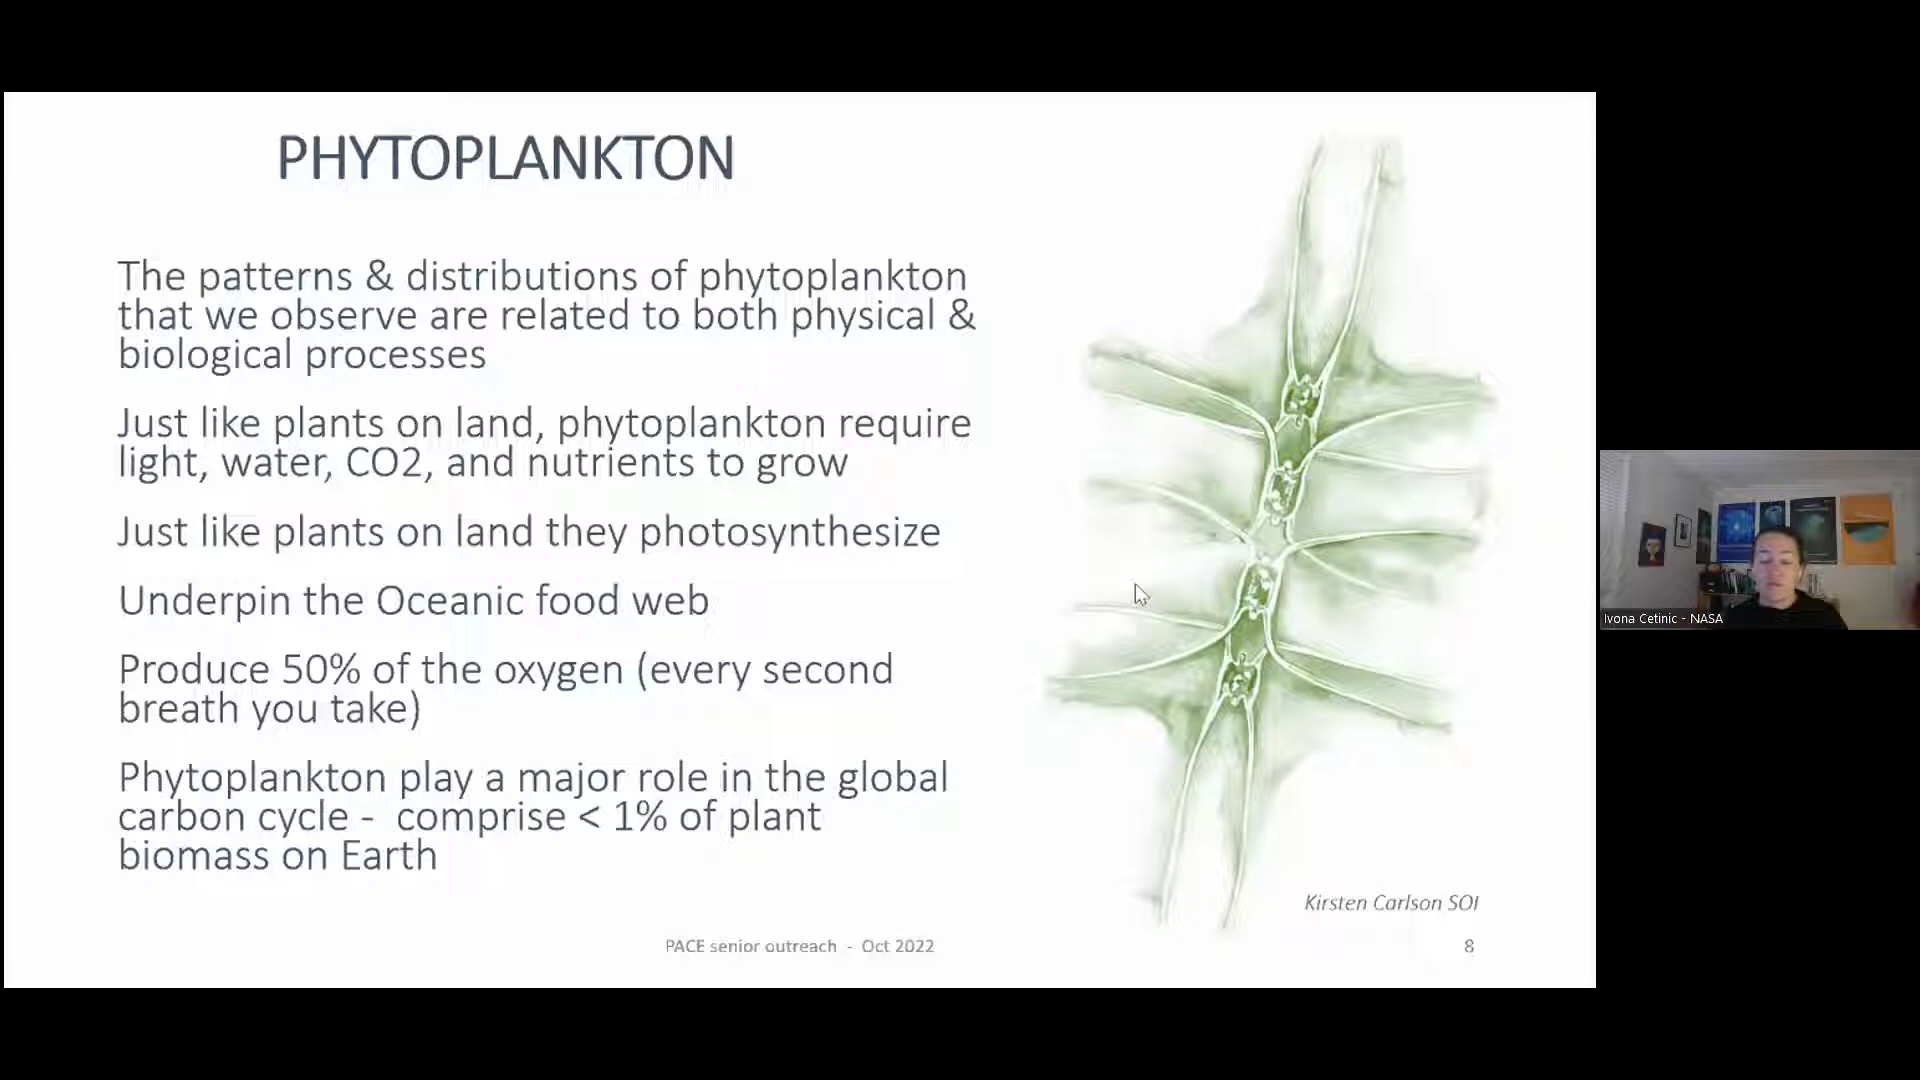 PHYTOPLANKTON
The patterns & distributions of phytoplankton
that we observe are related to both physical &
biological processes
Just like plants on land, phytoplankton require
light, water, CO2, and nutrients to grow
Just like plants on land they photosynthesize
Underpin the Oceanic food web
Produce 50% of the oxygen (every second
breath you take)
Phytoplankton play a major role in the global
carbon cycle - comprise < 1% of plant
biomass on Earth
Kirsten Carlson SOI
PACE senior outreach - Oct 2022
8
Ivona Cetinic - NASA